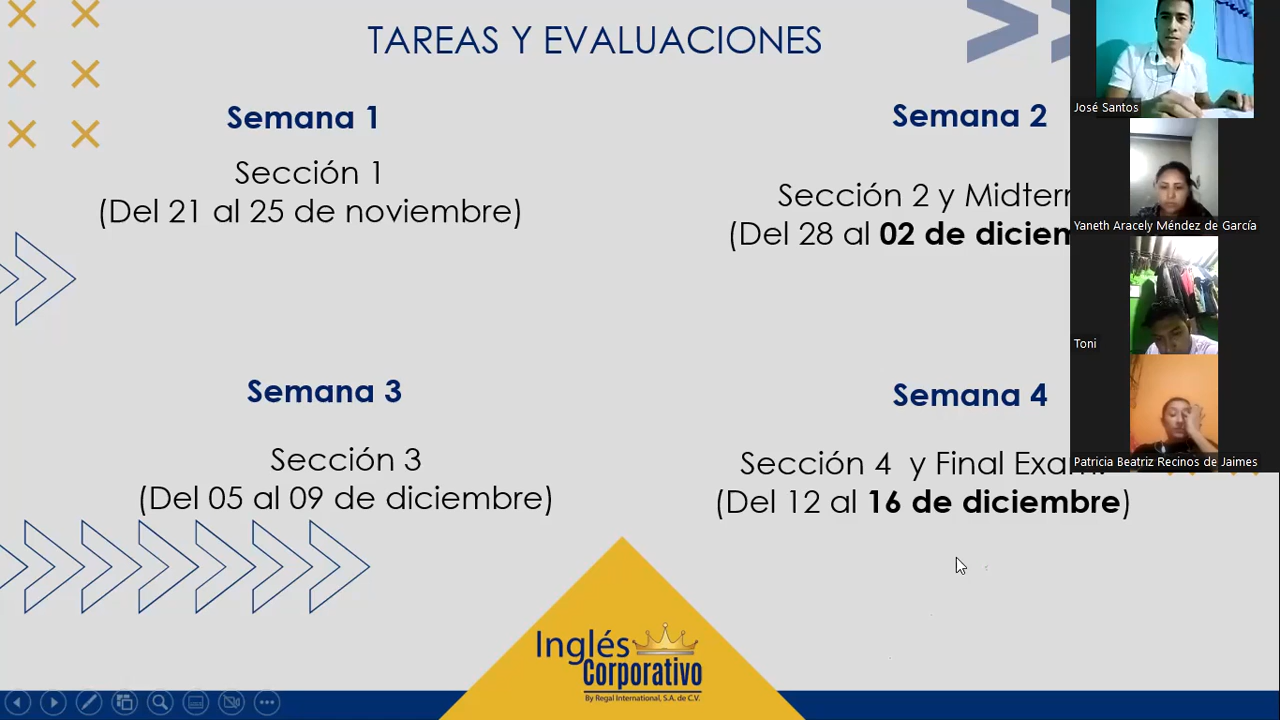 TAREAS Y EVALUACIONES
Semana 1
Sección 1
(Del 21 al 25 de noviembre)
Semana 2
Sección 2 y Midter
(Del 28 al 02 de diciem
Semana 3
Sección 3
(Del 05 al 09 de diciembre)
Semana 4
Sección 4 y Final Exa
(Del 12 al 16 de diciembre)
Inglés
Corporativo
By Regal International, S.A. de C.V.
José Santos
Yaneth Aracely Méndez de García
Toni
Patricia Beatriz Recinos de Jaimes